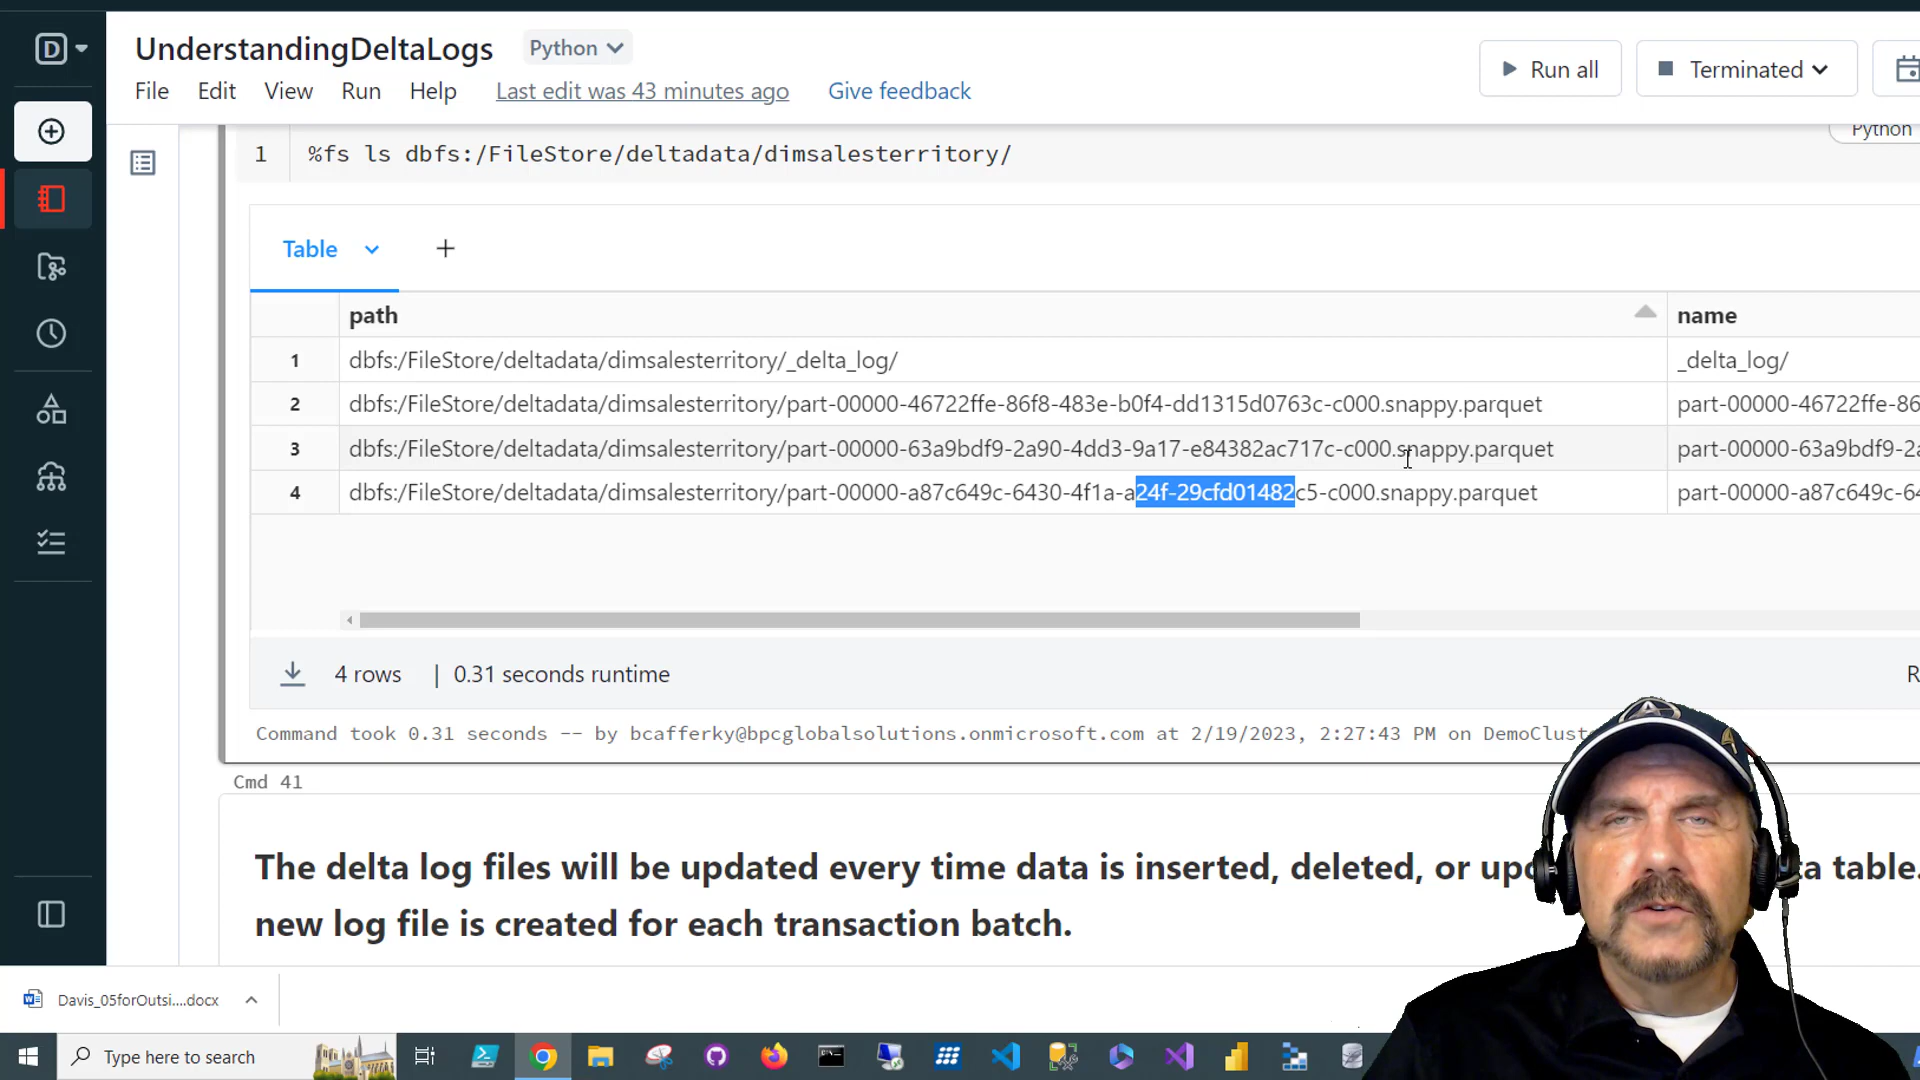 UnderstandingDeltaLogs
Python
File Edit View Run Help Last edit was 43 minutes ago Give feedback
Run all
Terminated
Python
1 %fs ls dbfs:/FileStore/deltadata/dimsalesterritory/
Table +
path name
1 dbfs:/FileStore/deltadata/dimsalesterritory/_delta_log/ _delta_log/
2 dbfs:/FileStore/deltadata/dimsalesterritory/part-00000-46722ffe-86f8-483e-b0f4-dd1315d0763c-c000.snappy.parquet part-00000-46722ffe-86
3 dbfs:/FileStore/deltadata/dimsalesterritory/part-00000-63a9bdf9-2a90-4dd3-9a17-e84382ac717c-c000.snappy.parquet part-00000-63a9bdf9-2a
4 dbfs:/FileStore/deltadata/dimsalesterritory/part-00000-a87c649c-6430-4f1a-a24f-29cfd01482c5-c000.snappy.parquet part-00000-a87c649c-64
4 rows | 0.31 seconds runtime
R
Command took 0.31 seconds -- by bcafferky@bpcglobalsolutions.onmicrosoft.com at 2/19/2023, 2:27:43 PM on DemoClust
Cmd 41
The delta log files will be updated every time data is inserted, deleted, or up ta table.
new log file is created for each transaction batch.
Davis_05forOutsi....docx
Type here to search